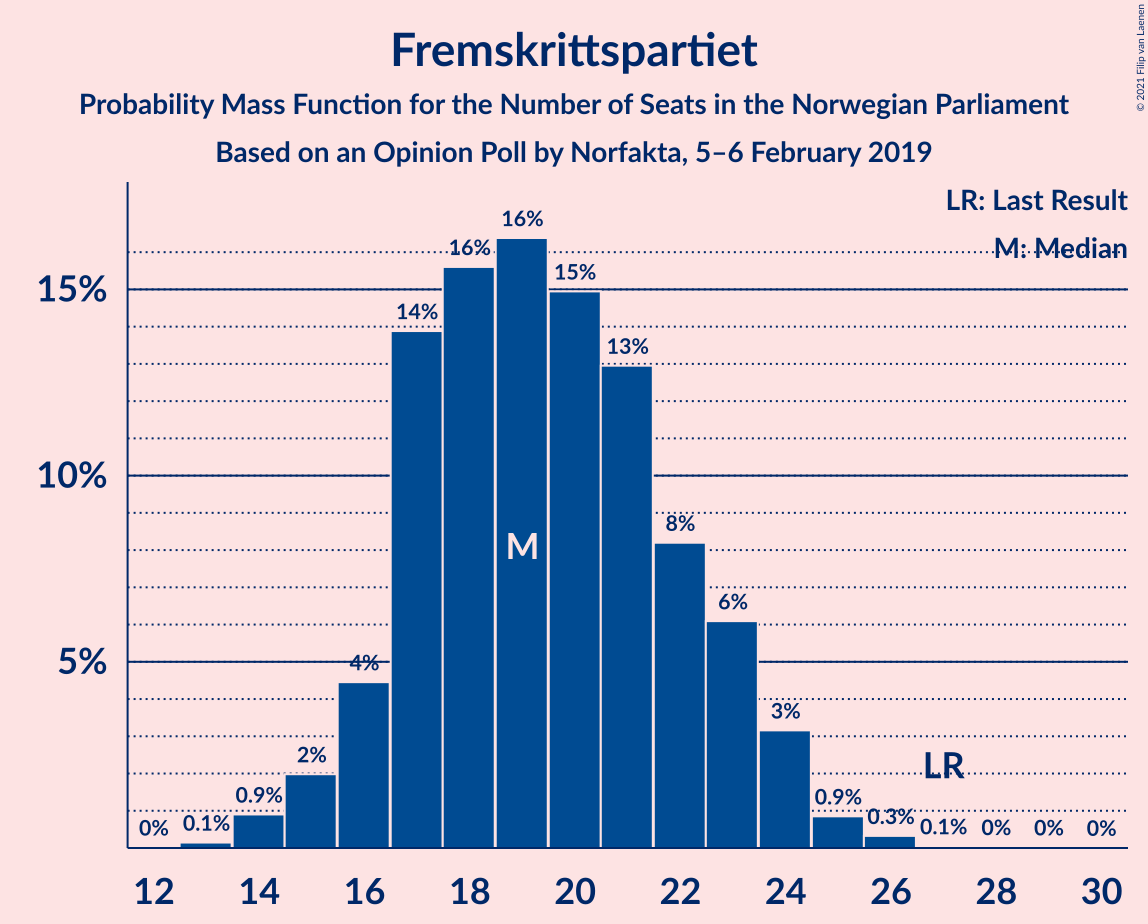 Fremskrittspartiet
Probability Mass Function for the Number of Seats in the Norwegian Parliament
Based on an Opinion Poll by Norfakta, 5–6 February 2019
© 2021 Filip van Laenen
LR: Last Result
M: Median
15%
10%
5%
0%
0.1%
0.9%
2%
4%
14%
16%
16%
15%
13%
8%
6%
3%
0.9%
0.3%
0.1%
0%
0%
0%
M
LR
12 14 16 18 20 22 24 26 28 30